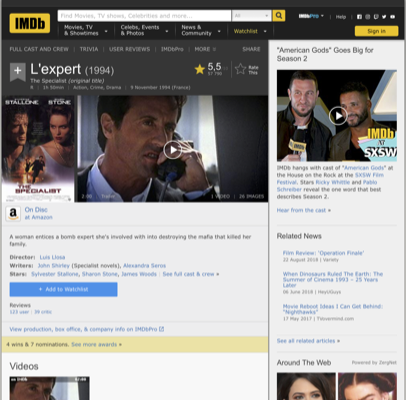 IMDb
Find Movies, TV shows, Celebrities and more...
All
IMDbPro
Help
Movies, TV
& Showtimes
Celebs, Events
& Photos
News &
Community
Watchlist
Sign in
FULL CAST AND CREW | TRIVIA | USER REVIEWS | IMDbPro | MORE
SHARE
L'expert (1994)
The Specialist (original title)
R | 1h 50min | Action, Crime, Drama | 9 November 1994 (France)
5,5
Rate
This
STALLONE STONE
THE
SPECIALIST
2:00 Trailer
1 VIDEO | 26 IMAGES
On Disc
at Amazon
A woman entices a bomb expert she's involved with into destroying the mafia that killed her
family.
Director: Luis Llosa
Writers: John Shirley (Specialist novels), Alexandra Seros
Stars: Sylvester Stallone, Sharon Stone, James Woods | See full cast & crew »
+ Add to Watchlist
Reviews
123 user | 39 critic
View production, box office, & company info on IMDbPro
4 wins & 7 nominations. See more awards »
Videos
"American Gods" Goes Big for
Season 2
IMDb
at
SXSW
IMDb hangs with cast of "American Gods" at
the House on the Rock at the SXSW Film
Festival. Stars Ricky Whittle and Pablo
Schreiber reveal the one word that best
describes Season 2.
Hear from the cast »
Related News
Film Review: 'Operation Finale'
22 August 2018 | Variety
When Dinosaurs Ruled the Earth: The
Summer of Cinema 1993 – 25 Years
Later
06 June 2018 | HeyUGuys
Movie Reboot Ideas I Can Get Behind:
"Nighthawks"
17 May 2017 | Tvovermind.com
See all related articles »
Around The Web
Powered by ZergNet